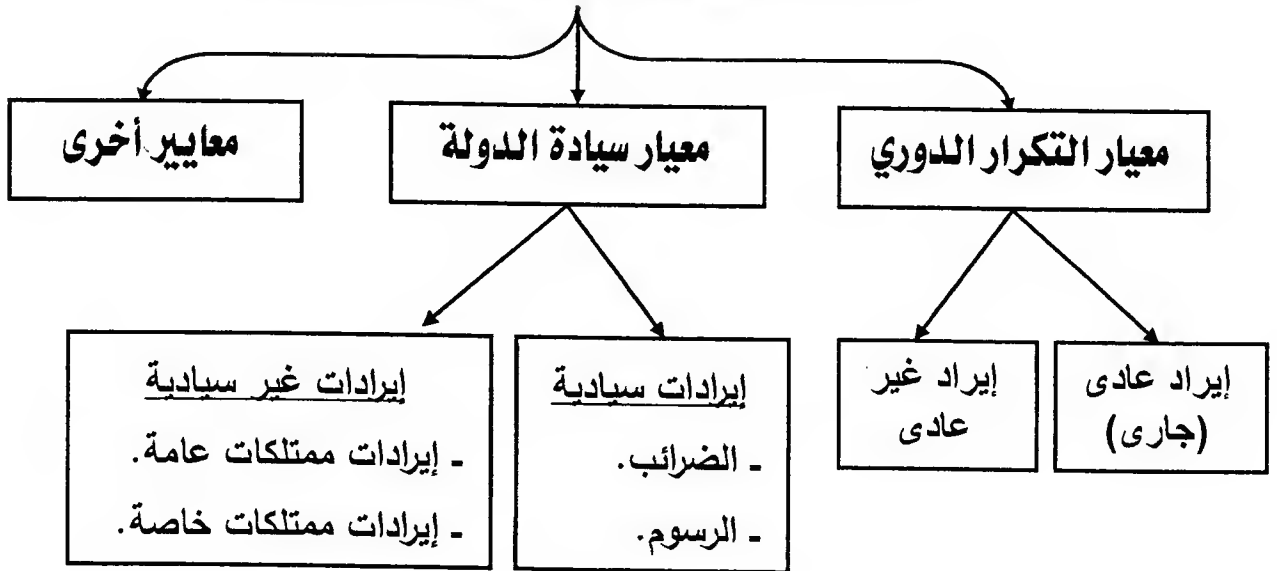 معيار التكرار الدوري
معيار سيادة الدولة
معايير أخرى
إيراد عادى
(جارى)
إيراد غير
عادى
إيرادات سيادية
- الضرائب.
- الرسوم.
إيرادات غير سيادية
- إيرادات ممتلكات عامة.
- إيرادات ممتلكات خاصة.